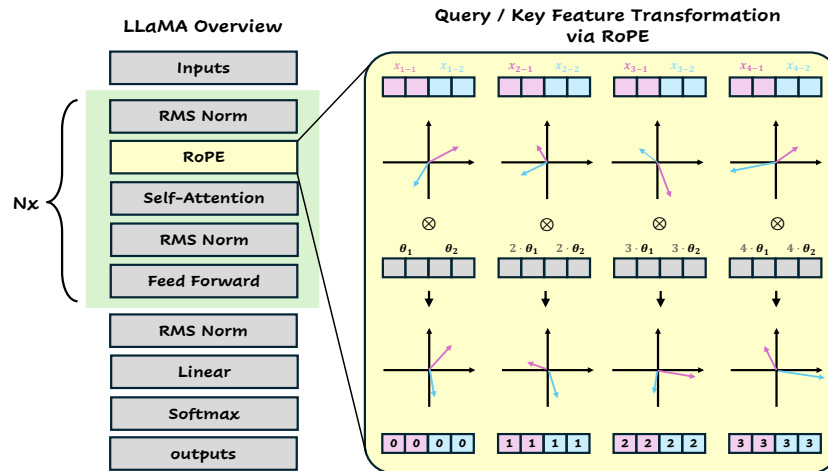 LLaMA Overview
Inputs
RMS Norm
RoPE
Self-Attention
RMS Norm
Feed Forward
Nx
RMS Norm
Linear
Softmax
outputs
Query / Key Feature Transformation
via RoPE
x₁₋₁ x₁₋₂ x₂₋₁ x₂₋₂ x₃₋₁ x₃₋₂ x₄₋₁ x₄₋₂
⊗ ⊗ ⊗ ⊗
θ₁ θ₂ 2·θ₁ 2·θ₂ 3·θ₁ 3·θ₂ 4·θ₁ 4·θ₂
0 0 0 0 1 1 1 1 2 2 2 2 3 3 3 3